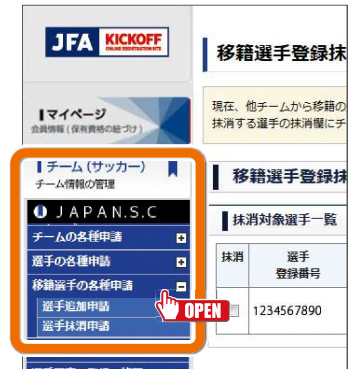 JFA KICKOFF
ONLINE REGISTRATION SITE
マイページ
会員情報(保有資格の紐づけ)
チーム(サッカー)
チーム情報の管理
JAPAN.S.C
チームの各種申請
選手の各種申請
移籍選手の各種申請
選手追加申請
選手抹消申請
OPEN
移籍選手登録抹
現在、他チームから移籍の
抹消する選手の抹消欄にチ
移籍選手登録抹
抹消対象選手一覧
抹消
選手
登録番号
1234567890